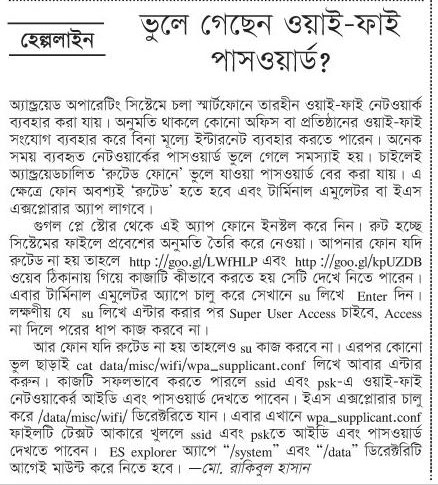 হেল্পলাইন
ভুলে গেছেন ওয়াই-ফাই
পাসওয়ার্ড?
অ্যান্ড্রয়েড অপারেটিং সিস্টেমে চলা স্মার্টফোনে তারহীন ওয়াই-ফাই নেটওয়ার্ক
ব্যবহার করা যায়। অনুমতি থাকলে কোনো অফিস বা প্রতিষ্ঠানের ওয়াই-ফাই
সংযোগ ব্যবহার করে বিনা মূল্যে ইন্টারনেট ব্যবহার করতে পারেন। অনেক
সময় ব্যবহৃত নেটওয়ার্কের পাসওয়ার্ড ভুলে গেলে সমস্যাই হয়। চাইলেই
অ্যান্ড্রয়েডচালিত ‘রুটেড ফোনে’ ভুলে যাওয়া পাসওয়ার্ড বের করা যায়। এ
ক্ষেত্রে ফোন অবশ্যই ‘রুটেড’ হতে হবে এবং টার্মিনাল এমুলেটর বা ইএস
এক্সপ্লোরার অ্যাপ লাগবে।
গুগল প্লে স্টোর থেকে এই অ্যাপ ফোনে ইনস্টল করে নিন। রুট হচ্ছে
সিস্টেমের ফাইলে প্রবেশের অনুমতি তৈরি করে নেওয়া। আপনার ফোন যদি
রুটেড না হয় তাহলে http ://goo.gl/LWfHLP এবং http ://goo.gl/kpUZDB
ওয়েব ঠিকানায় গিয়ে কাজটি কীভাবে করতে হয় সেটি দেখে নিতে পারেন।
এবার টার্মিনাল এমুলেটর অ্যাপে চালু করে সেখানে su লিখে Enter দিন।
লক্ষণীয় যে su লিখে এন্টার করার পর Super User Access চাইবে, Access
না দিলে পরের ধাপ কাজ করবে না।
আর ফোন যদি রুটেড না হয় তাহলেও su কাজ করবে না। এরপর কোনো
ভুল ছাড়াই cat data/misc/wifi/wpa_supplicant.conf লিখে আবার এন্টার
করুন। কাজটি সফলভাবে করতে পারলে ssid এবং psk-এ ওয়াই-ফাই
নেটওয়াকের্র আইডি এবং পাসওয়ার্ড দেখতে পাবেন। ইএস এক্সপ্লোরার চালু
করে /data/misc/wifi/ ডিরেক্টরিতে যান। এবার এখানে wpa_supplicant.conf
ফাইলটি টেক্সট আকারে খুললে ssid এবং pskতে আইডি এবং পাসওয়ার্ড
দেখতে পাবেন। ES explorer অ্যাপে “/system” এবং “/data” ডিরেক্টরিটি
আগেই মাউন্ট করে নিতে হবে। —মো. রাকিবুল হাসান